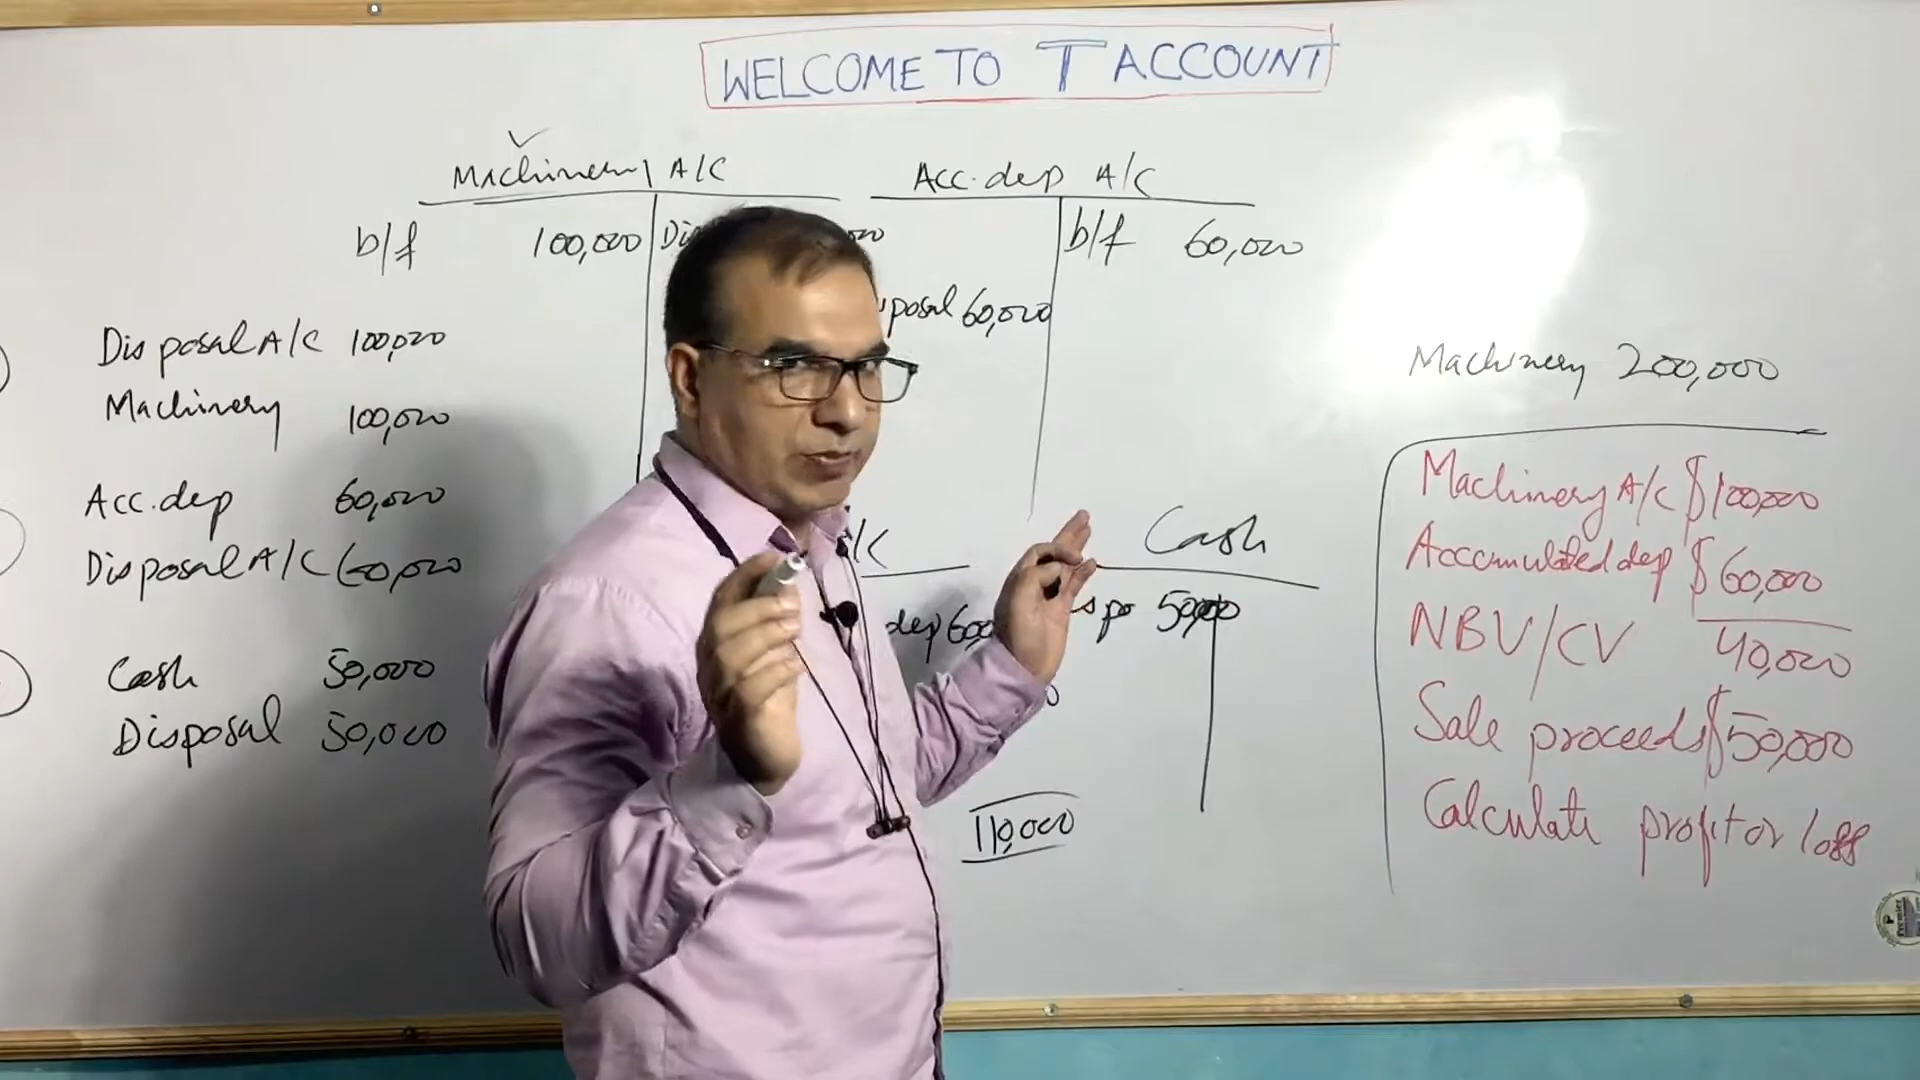 WELCOME TO T ACCOUNT
Machinery A/C
b/f 100,000
Acc.dep A/C
b/f 60,000
60,000
Disposal A/C 100,000
Machinery 100,000
Acc.dep 60,000
Disposal A/C 60,000
Cash 50,000
Disposal 50,000
dep
110,000
Cash
Machinery 200,000
Machinery A/C $100,000
Accumulated dep $60,000
NBV/CV 40,000
Sale proceeds $50,000
Calculate profit or loss
Premier